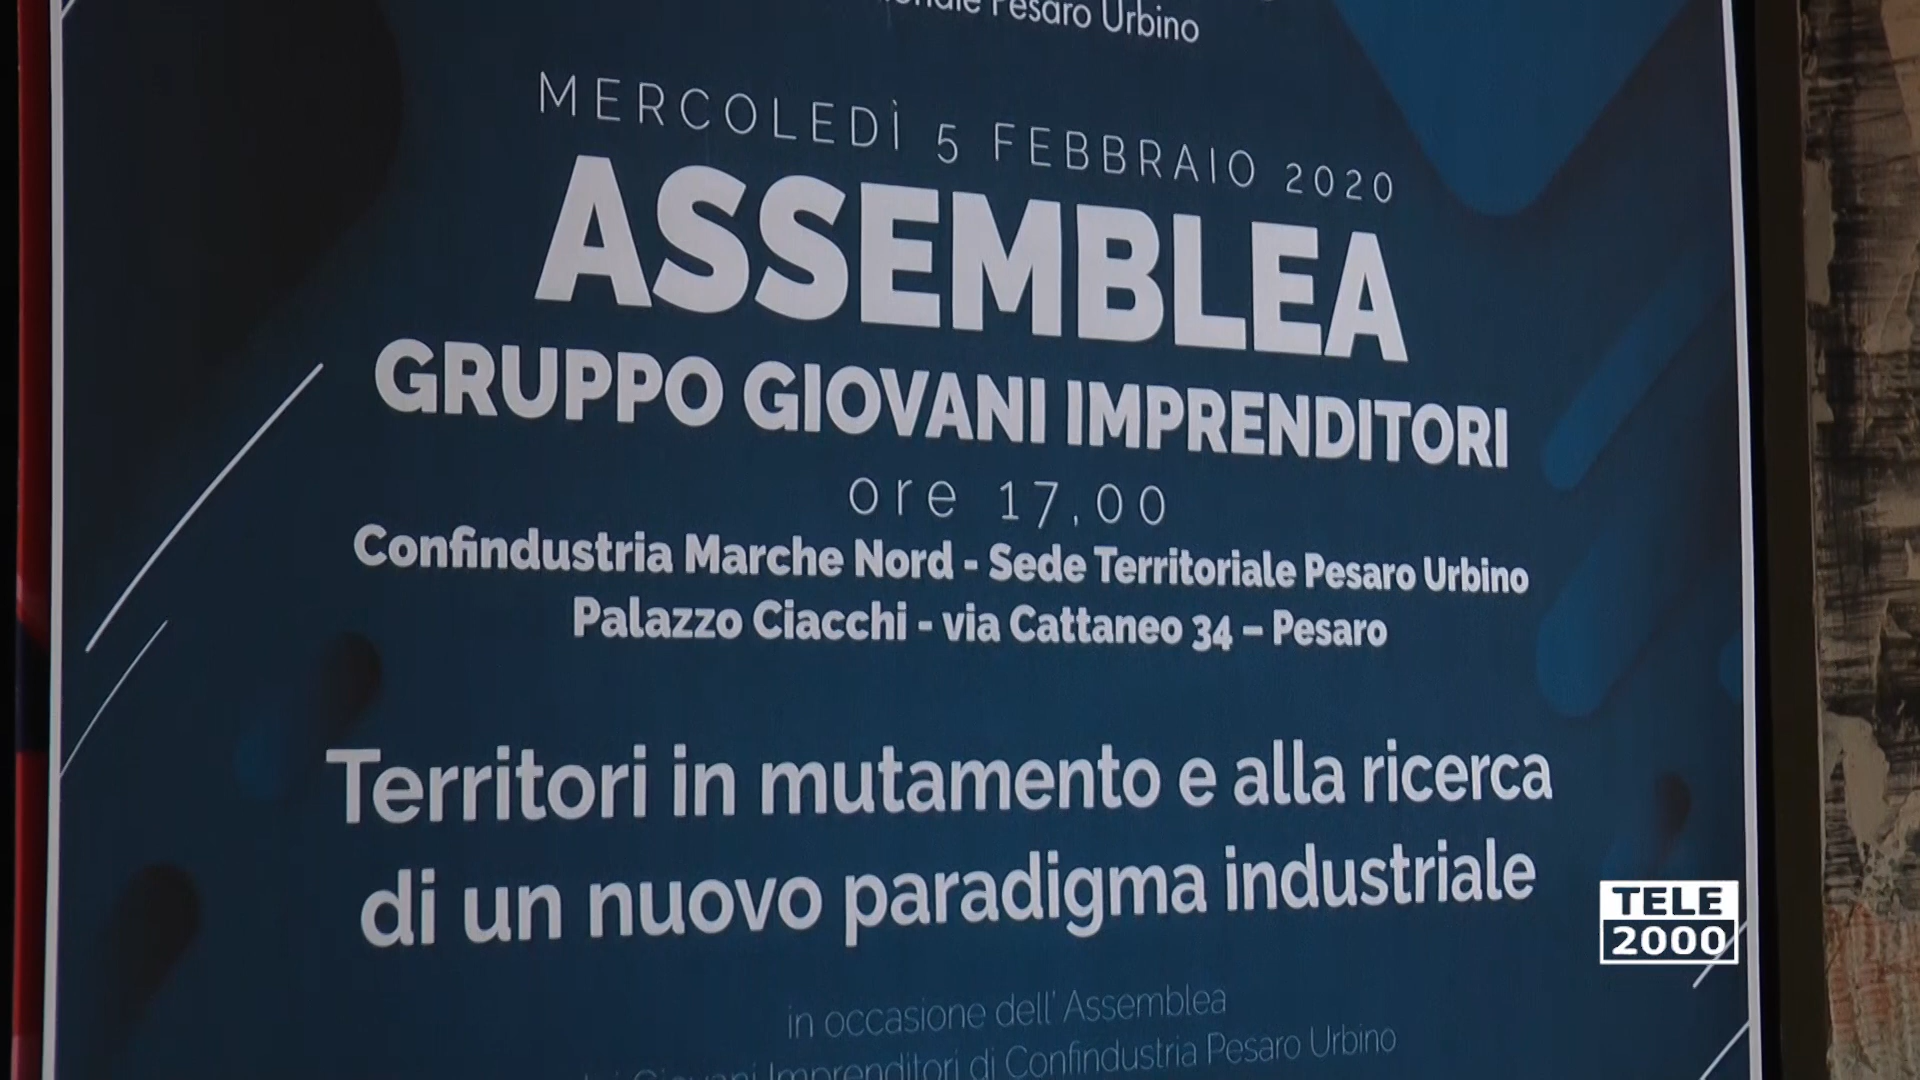 Pesaro Urbino
MERCOLEDÌ 5 FEBBRAIO 2020
ASSEMBLEA
GRUPPO GIOVANI IMPRENDITORI
ore 17,00
Confindustria Marche Nord - Sede Territoriale Pesaro Urbino
Palazzo Ciacchi - via Cattaneo 34 – Pesaro
Territori in mutamento e alla ricerca
di un nuovo paradigma industriale
in occasione dell' Assemblea
Giovani Imprenditori di Confindustria Pesaro Urbino
TELE
2000